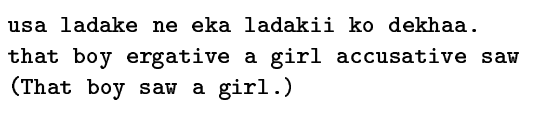 usa ladake ne eka ladakii ko dekhaa.
that boy ergative a girl accusative saw
(That boy saw a girl.)